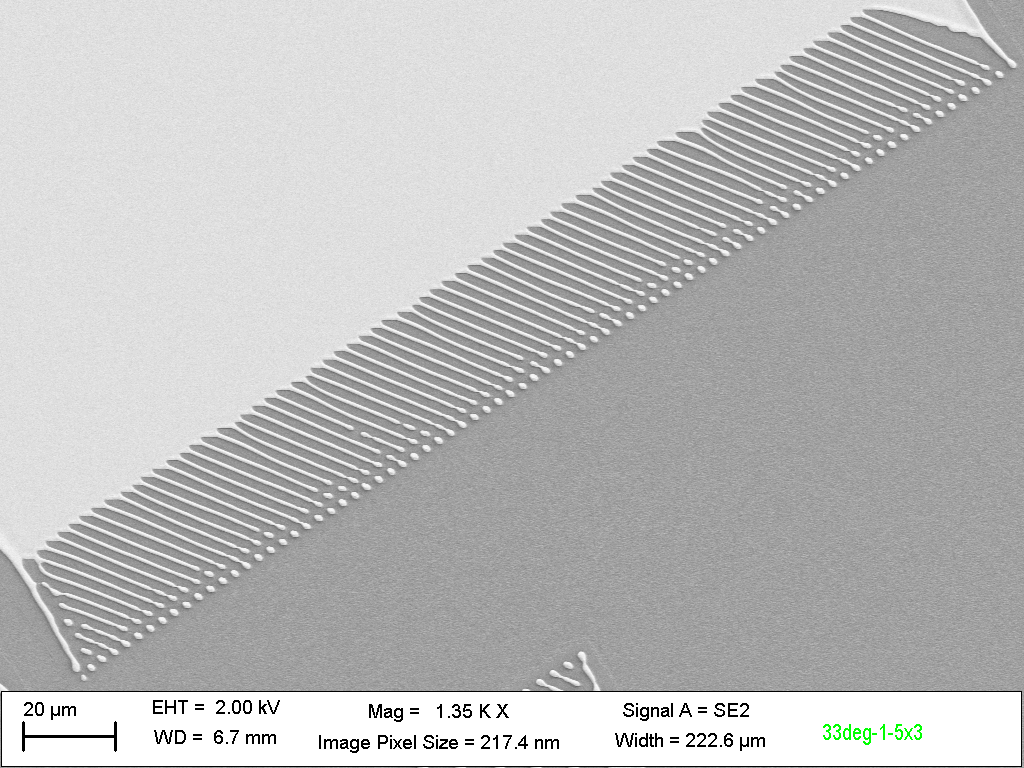 20 µm
EHT = 2.00 kV
Mag = 1.35 K X
Signal A = SE2
WD = 6.7 mm
Image Pixel Size = 217.4 nm
Width = 222.6 µm
33deg-1-5x3